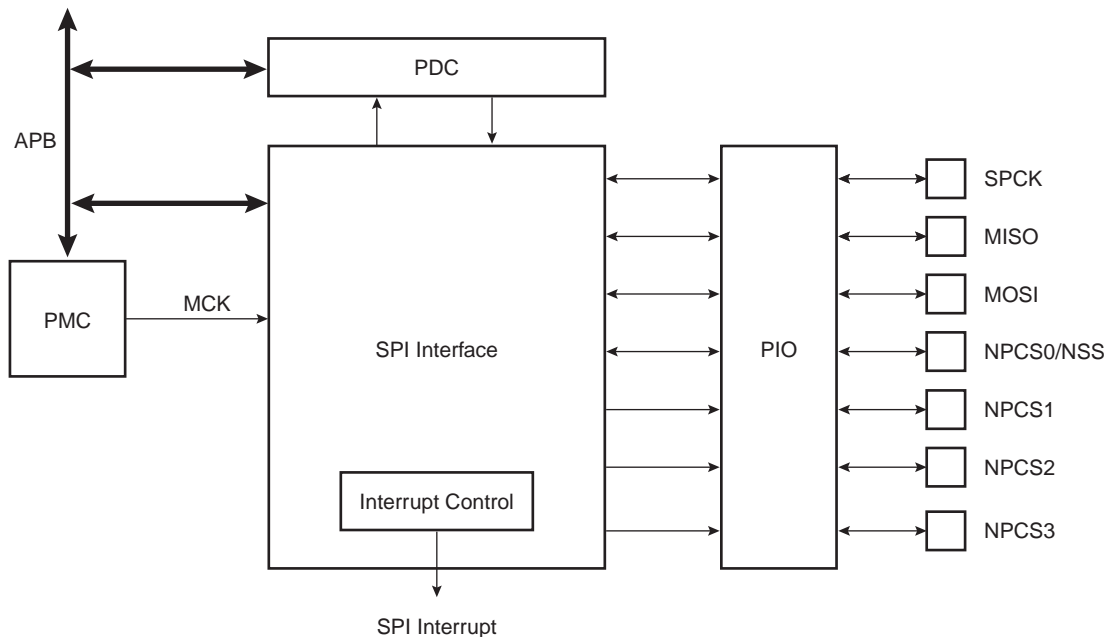 PDC
APB
SPCK
MISO
MOSI
MCK
PMC
SPI Interface
PIO
NPCS0/NSS
NPCS1
NPCS2
Interrupt Control
NPCS3
SPI Interrupt